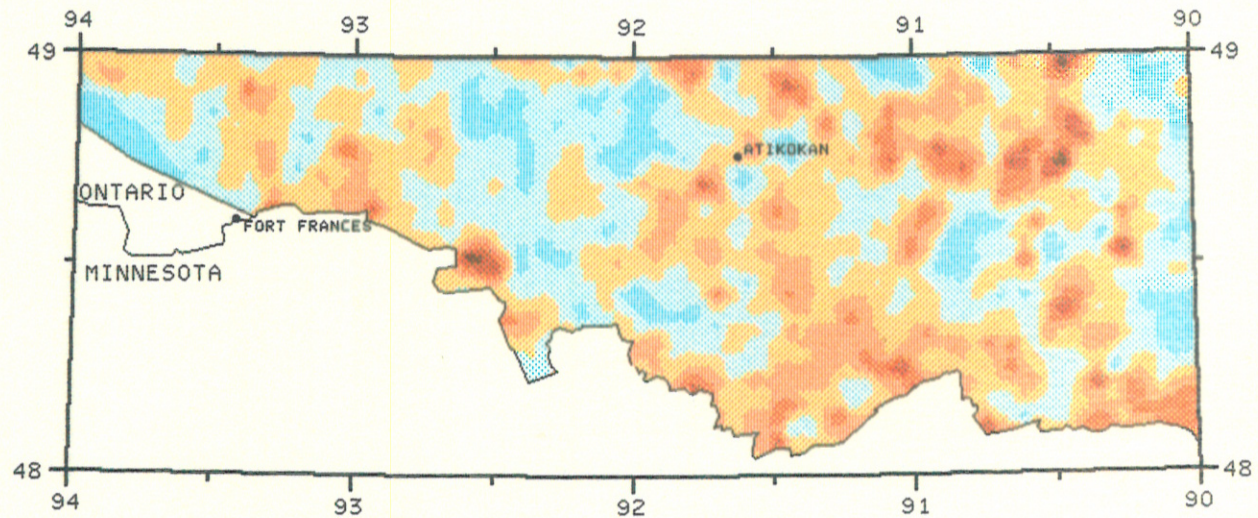 94 93 92 91 90
49 49
ATIKOKAN
ONTARIO
FORT FRANCES
MINNESOTA
48 48
94 93 92 91 90